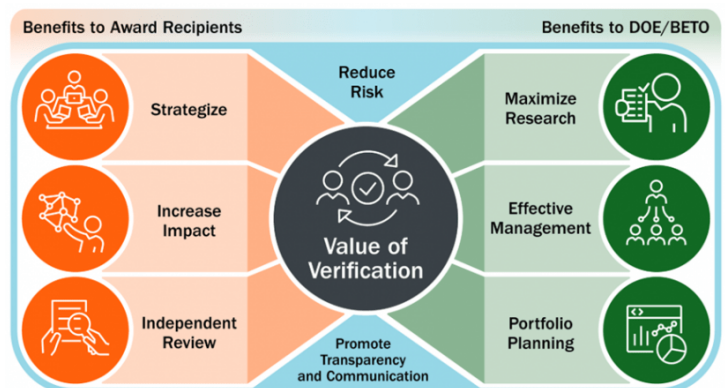 Benefits to Award Recipients
Benefits to DOE/BETO
Reduce
Risk
Strategize
Maximize
Research
Increase
Impact
Value of
Verification
Effective
Management
Independent
Review
Promote
Transparency
and Communication
Portfolio
Planning